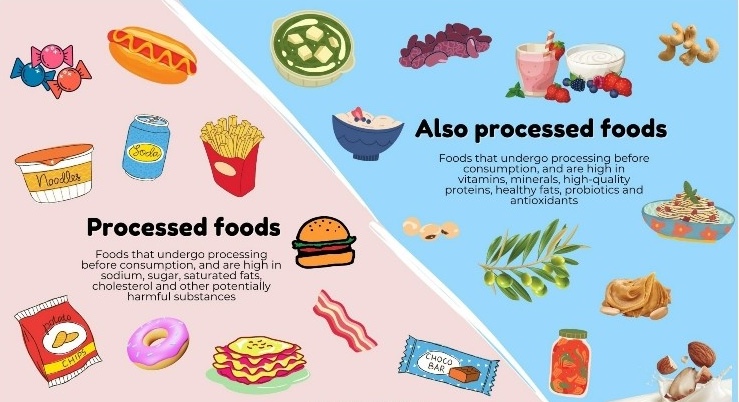 Noodles
Soda
Processed foods
Foods that undergo processing
before consumption, and are high in
sodium, sugar, saturated fats,
cholesterol and other potentially
harmful substances
potato
CHIPS
CHOCO
BAR
Also processed foods
Foods that undergo processing before
consumption, and are high in
vitamins, minerals, high-quality
proteins, healthy fats, probiotics and
antioxidants